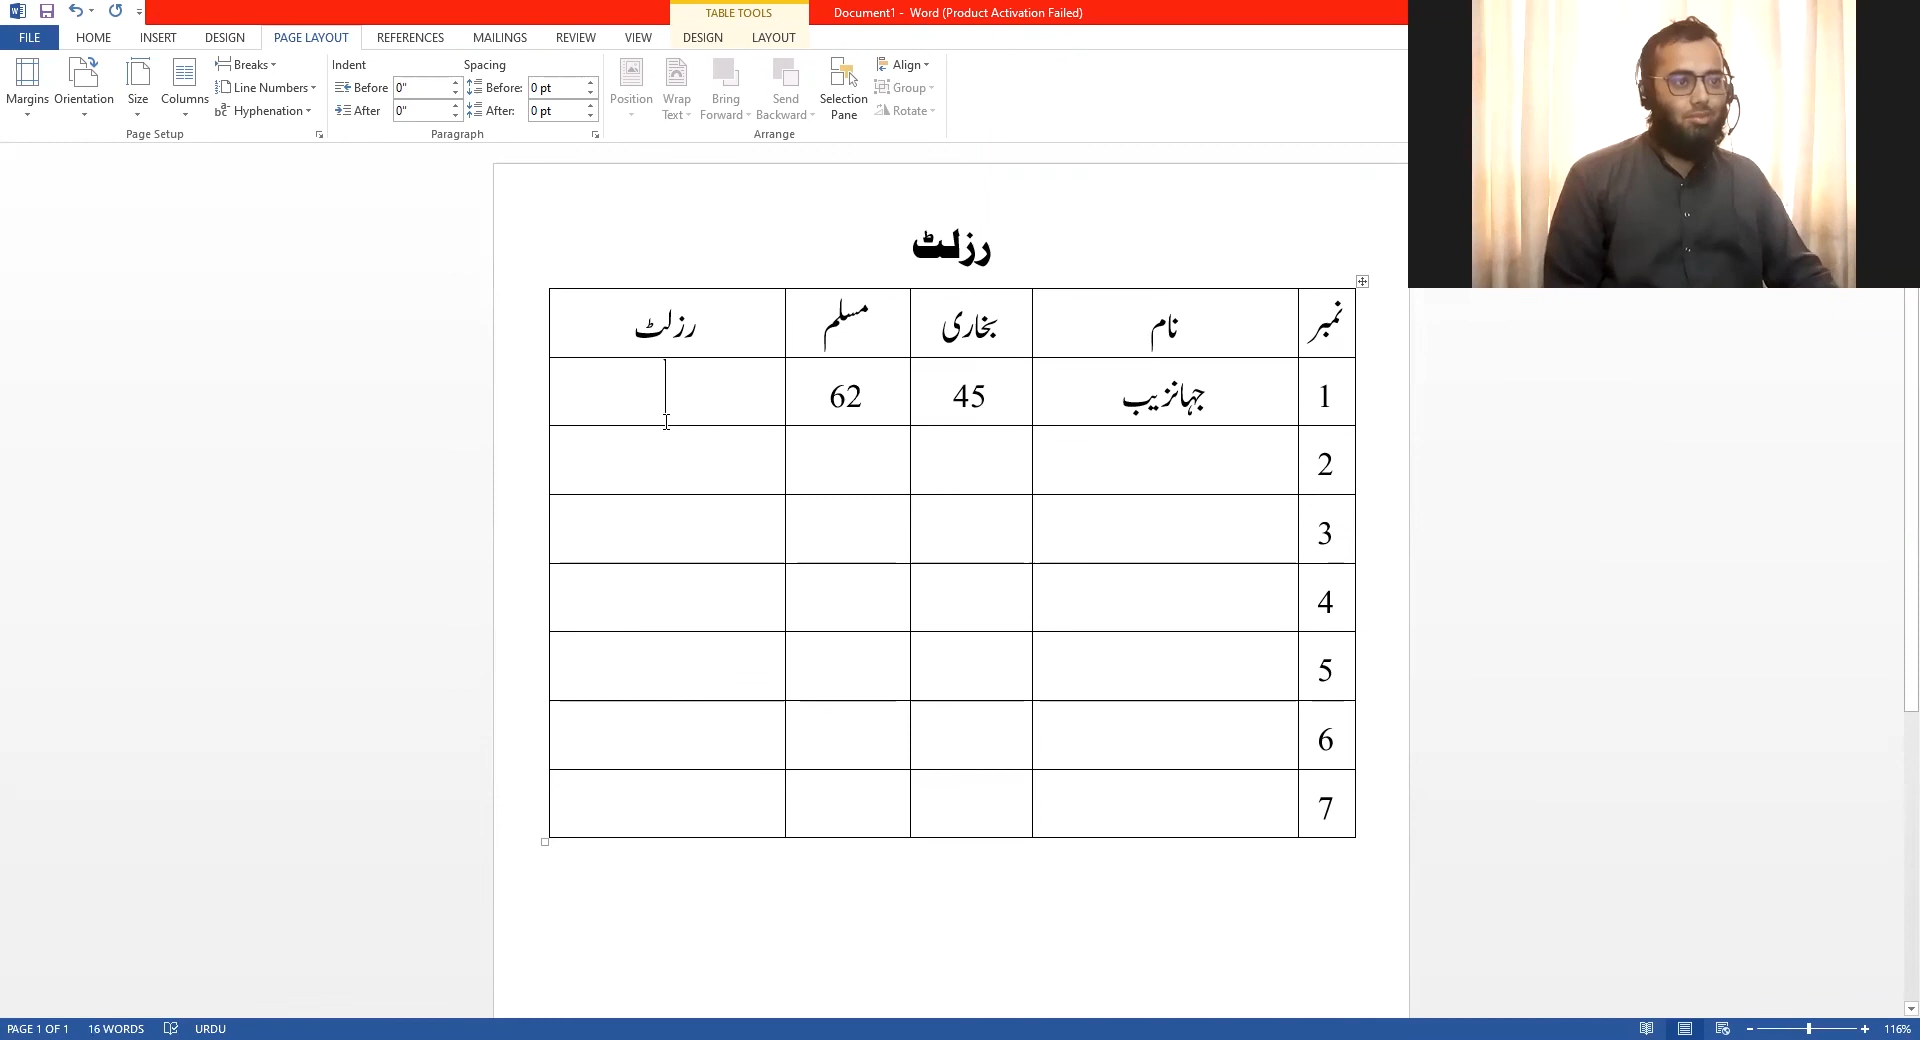 TABLE TOOLS
Document1 - Word (Product Activation Failed)
FILE HOME INSERT DESIGN PAGE LAYOUT REFERENCES MAILINGS REVIEW VIEW DESIGN LAYOUT
Margins
Orientation
Size
Columns
Breaks
Line Numbers
Hyphenation
Page Setup
Indent
Before 0"
After 0"
Spacing
Before: 0 pt
After: 0 pt
Paragraph
Position
Wrap Text
Bring Forward
Send Backward
Selection Pane
Align
Group
Rotate
Arrange
رزلٹ
نمبر نام بخاری مسلم رزلٹ
1 جہانزیب 45 62
2
3
4
5
6
7
PAGE 1 OF 1 16 WORDS URDU 116%